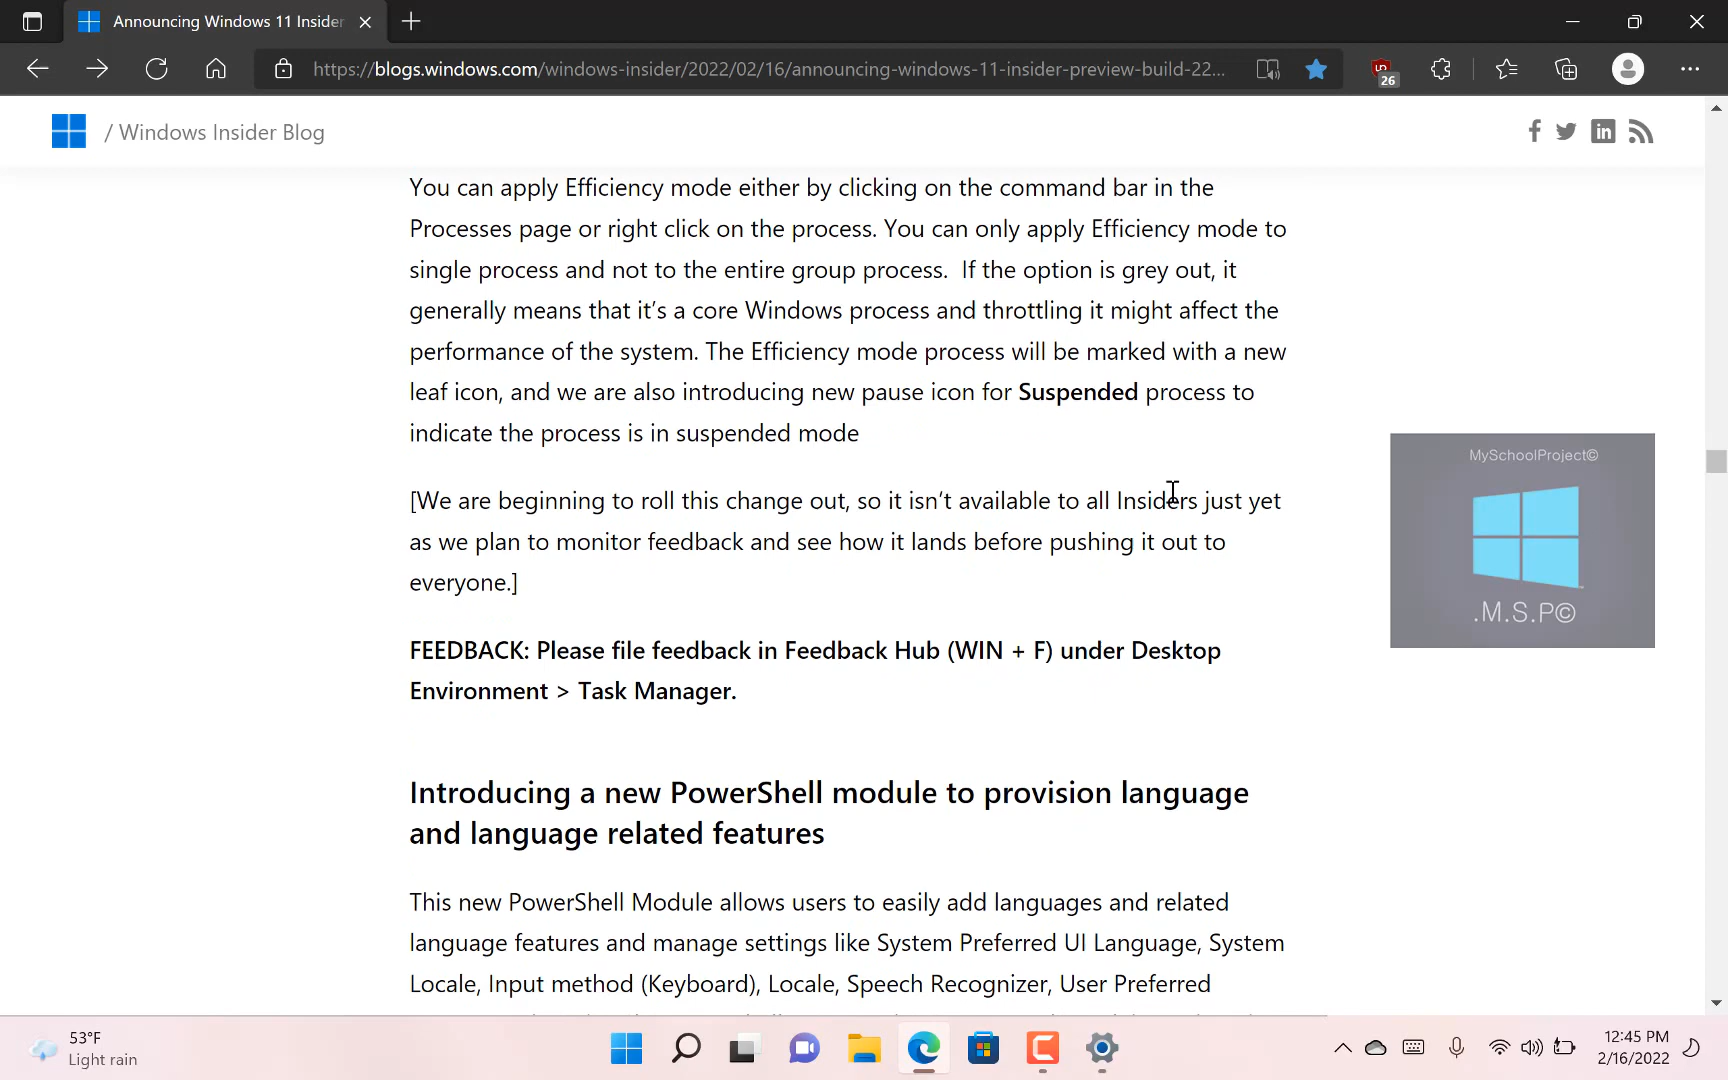 Announcing Windows 11 Insider
https://blogs.windows.com/windows-insider/2022/02/16/announcing-windows-11-insider-preview-build-22...
26
/ Windows Insider Blog
You can apply Efficiency mode either by clicking on the command bar in the
Processes page or right click on the process. You can only apply Efficiency mode to
single process and not to the entire group process.  If the option is grey out, it
generally means that it’s a core Windows process and throttling it might affect the
performance of the system. The Efficiency mode process will be marked with a new
leaf icon, and we are also introducing new pause icon for Suspended process to
indicate the process is in suspended mode
[We are beginning to roll this change out, so it isn’t available to all Insiders just yet
as we plan to monitor feedback and see how it lands before pushing it out to
everyone.]
FEEDBACK: Please file feedback in Feedback Hub (WIN + F) under Desktop
Environment > Task Manager.
MySchoolProject©
.M.S.P©
Introducing a new PowerShell module to provision language
and language related features
This new PowerShell Module allows users to easily add languages and related
language features and manage settings like System Preferred UI Language, System
Locale, Input method (Keyboard), Locale, Speech Recognizer, User Preferred
53°F
Light rain
12:45 PM
2/16/2022